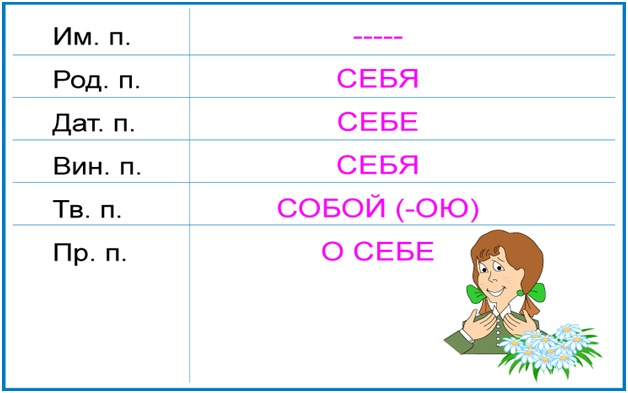 Им. п. -----
Род. п. СЕБЯ
Дат. п. СЕБЕ
Вин. п. СЕБЯ
Тв. п. СОБОЙ (-ОЮ)
Пр. п. О СЕБЕ